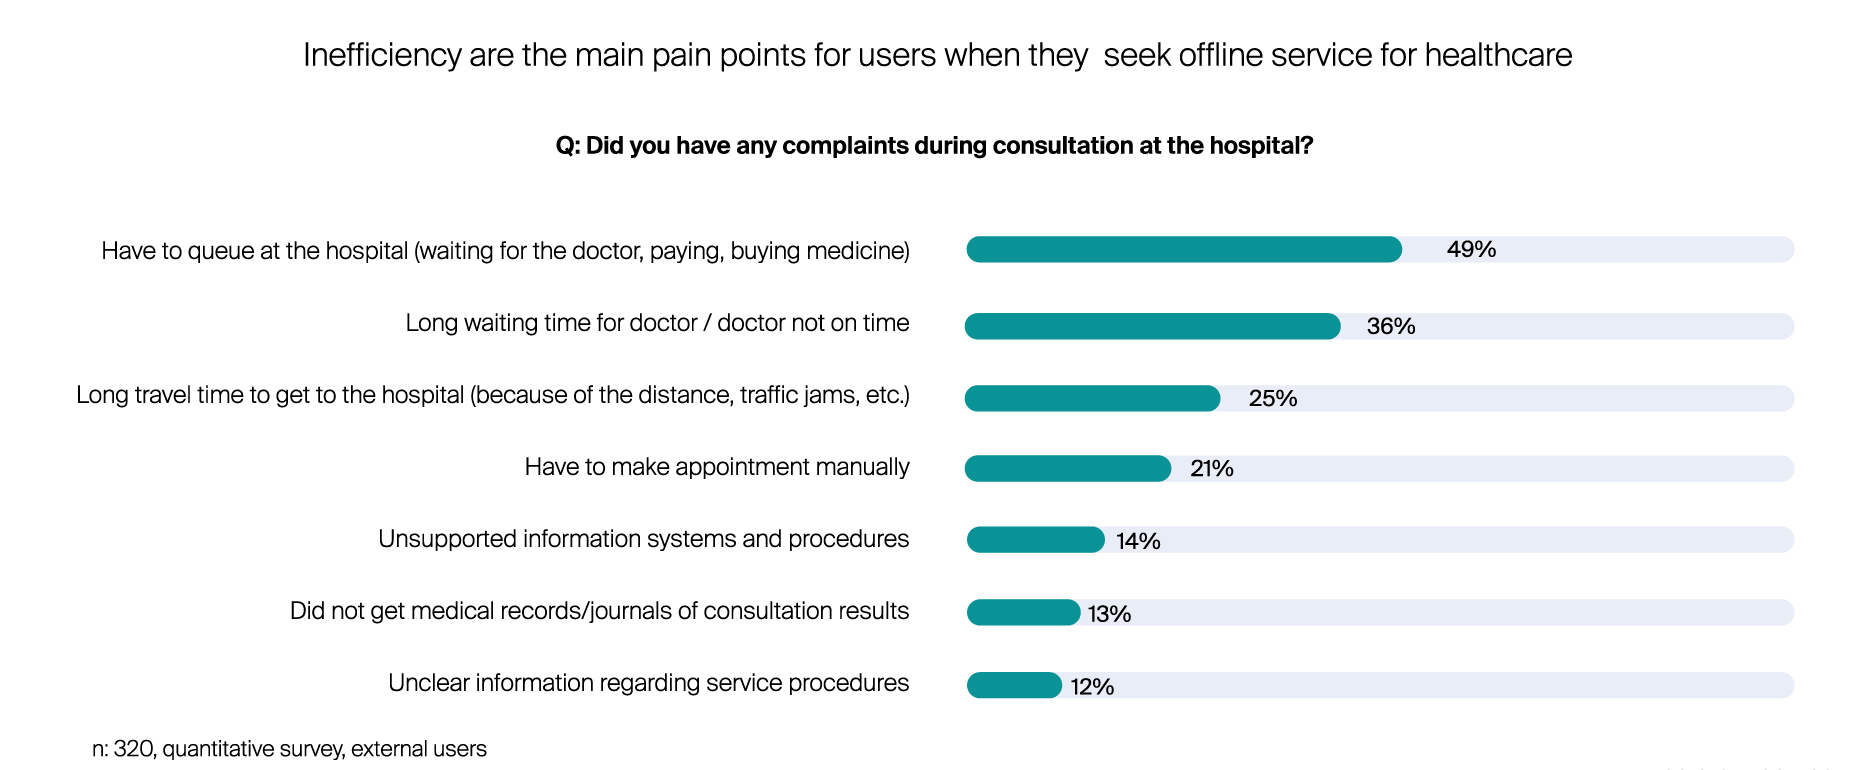 Inefficiency are the main pain points for users when they  seek offline service for healthcare
Q: Did you have any complaints during consultation at the hospital?
Have to queue at the hospital (waiting for the doctor, paying, buying medicine) 49%
Long waiting time for doctor / doctor not on time 36%
Long travel time to get to the hospital (because of the distance, traffic jams, etc.) 25%
Have to make appointment manually 21%
Unsupported information systems and procedures 14%
Did not get medical records/journals of consultation results 13%
Unclear information regarding service procedures 12%
n: 320, quantitative survey, external users